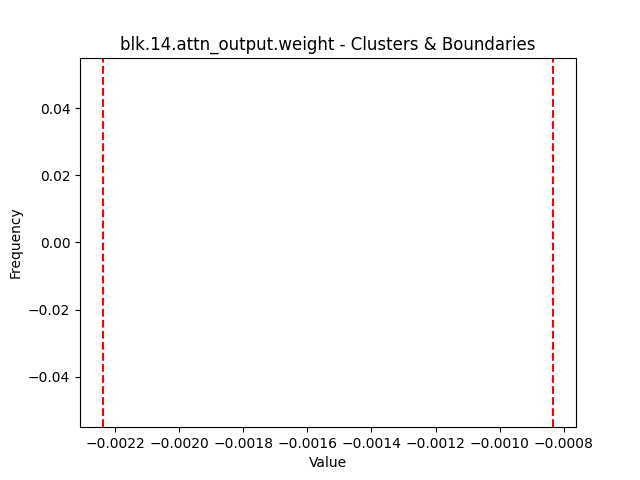 blk.14.attn_output.weight - Clusters & Boundaries
0.04
0.02
0.00
−0.02
−0.04
Frequency
−0.0022 −0.0020 −0.0018 −0.0016 −0.0014 −0.0012 −0.0010 −0.0008
Value